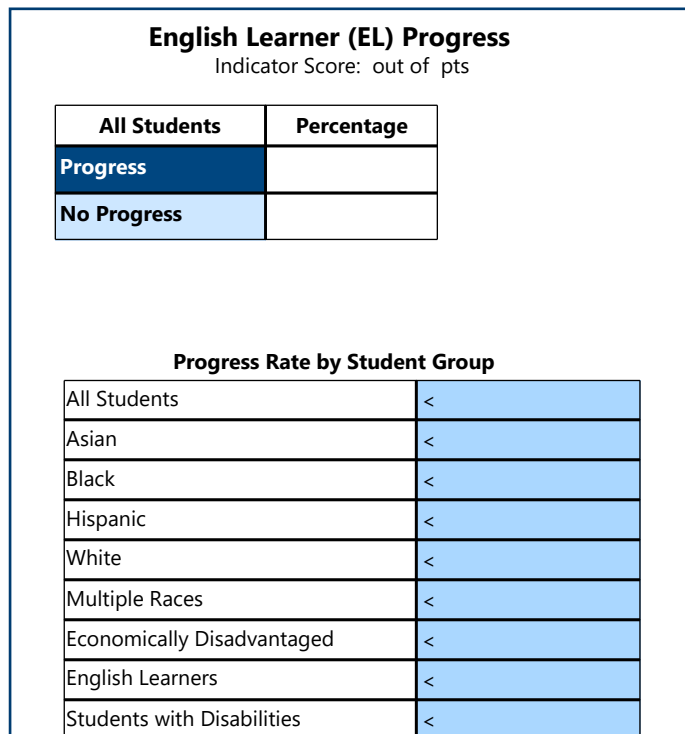 English Learner (EL) Progress
Indicator Score: out of pts
All Students Percentage
Progress
No Progress
Progress Rate by Student Group
All Students <
Asian <
Black <
Hispanic <
White <
Multiple Races <
Economically Disadvantaged <
English Learners <
Students with Disabilities <